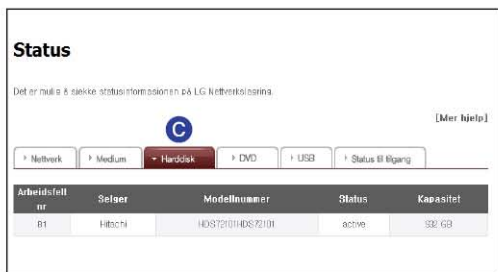 Status
Det er mulig å sjekke statusinformasjonen på LG Nettverkslagring.
C
[Mer hjelp]
Nettverk Medium Harddisk DVD USB Status til tilgang
Arbeidsfelt nr Selger Modellnummer Status Kapasitet
B1 Hitachi HDS72101HDS72101 active 932 GB